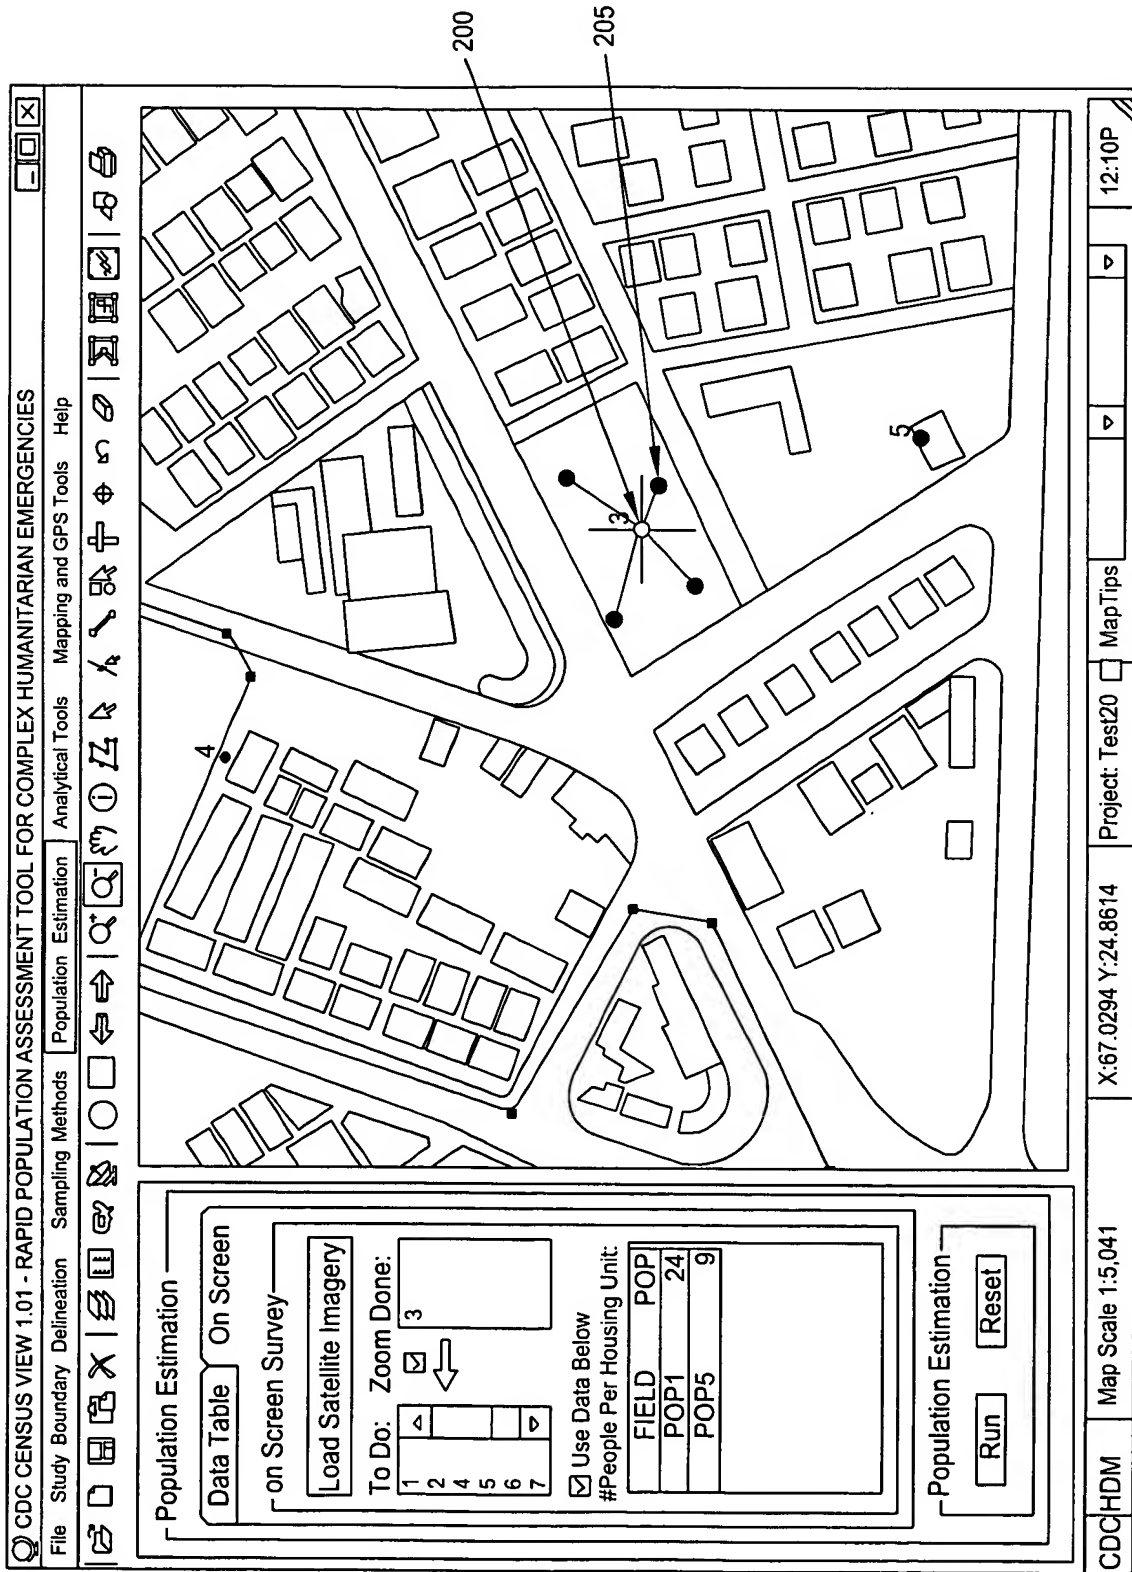 CDC CENSUS VIEW 1.01 - RAPID POPULATION ASSESSMENT TOOL FOR COMPLEX HUMANITARIAN EMERGENCIES
File Study Boundary Delineation Sampling Methods Population Estimation Analytical Tools Mapping and GPS Tools Help
Population Estimation
Data Table On Screen
on Screen Survey
Load Satellite Imagery
To Do: Zoom Done:
1
2
4
5
6
7
3
Use Data Below
#People Per Housing Unit:
FIELD POP
POP1 24
POP5 9
Population Estimation
Run Reset
4
3
5
200
205
CDC HDM Map Scale 1:5,041 X:67.0294 Y:24.8614 Project: Test20 MapTips 12:10P